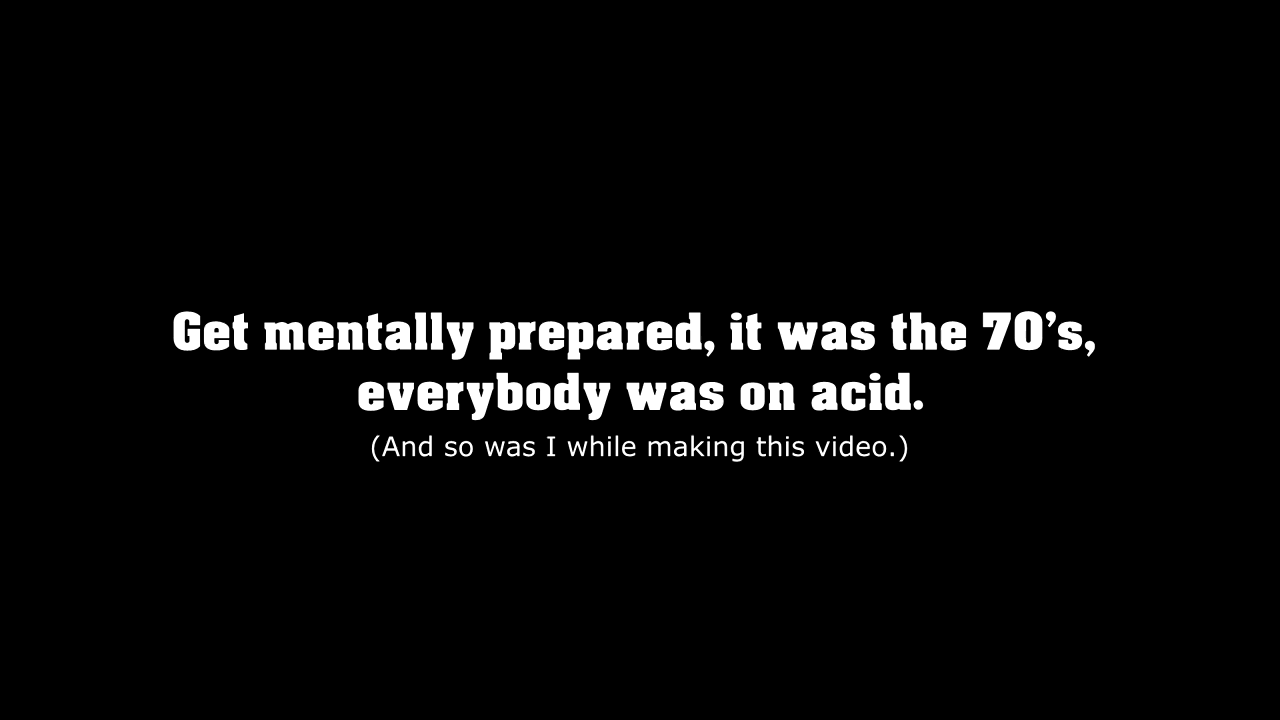 Get mentally prepared, it was the 70’s,
everybody was on acid.
(And so was I while making this video.)